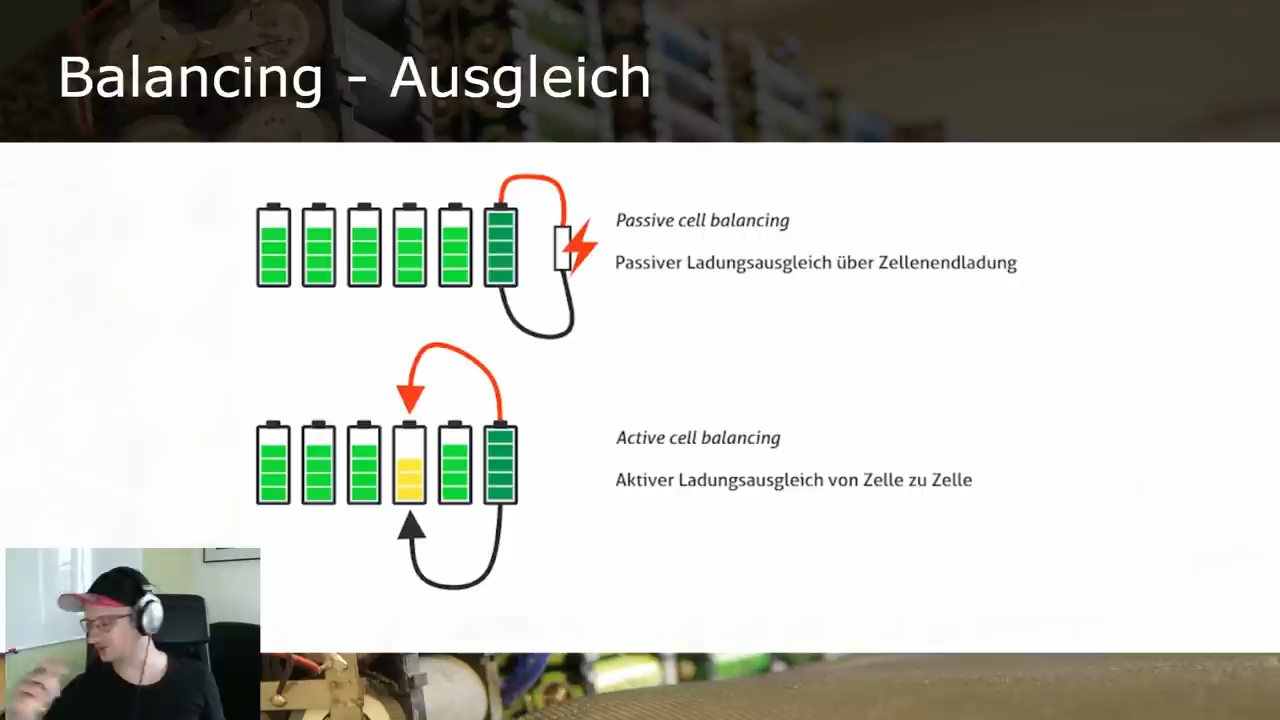 Balancing - Ausgleich
Passive cell balancing
Passiver Ladungsausgleich über Zellenendladung
Active cell balancing
Aktiver Ladungsausgleich von Zelle zu Zelle